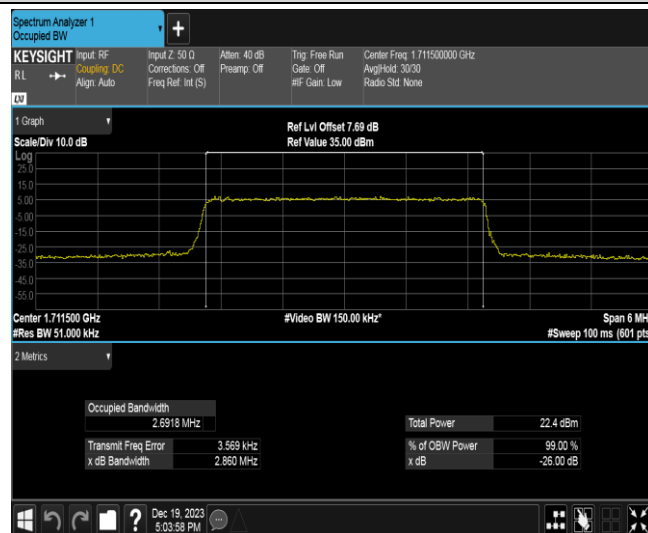 Spectrum Analyzer 1
Occupied BW
+
KEYSIGHT Input: RF Input Z: 50 Ω Atten: 40 dB Trig: Free Run Center Freq: 1.711500000 GHz
RL Coupling: DC Corrections: Off Preamp: Off Gate: Off Avg|Hold: 30/30
Align: Auto Freq Ref: Int (S) #IF Gain: Low Radio Std: None
1 Graph Ref Lvl Offset 7.69 dB
Scale/Div 10.0 dB Ref Value 35.00 dBm
Log
25.0
15.0
5.00
-5.00
-15.0
-25.0
-35.0
-45.0
-55.0
Center 1.711500 GHz #Video BW 150.00 kHz* Span 6 MH
#Res BW 51.000 kHz #Sweep 100 ms (601 pts
2 Metrics
Occupied Bandwidth
2.6918 MHz Total Power 22.4 dBm
Transmit Freq Error 3.569 kHz % of OBW Power 99.00 %
x dB Bandwidth 2.860 MHz x dB -26.00 dB
? Dec 19, 2023
5:03:58 PM